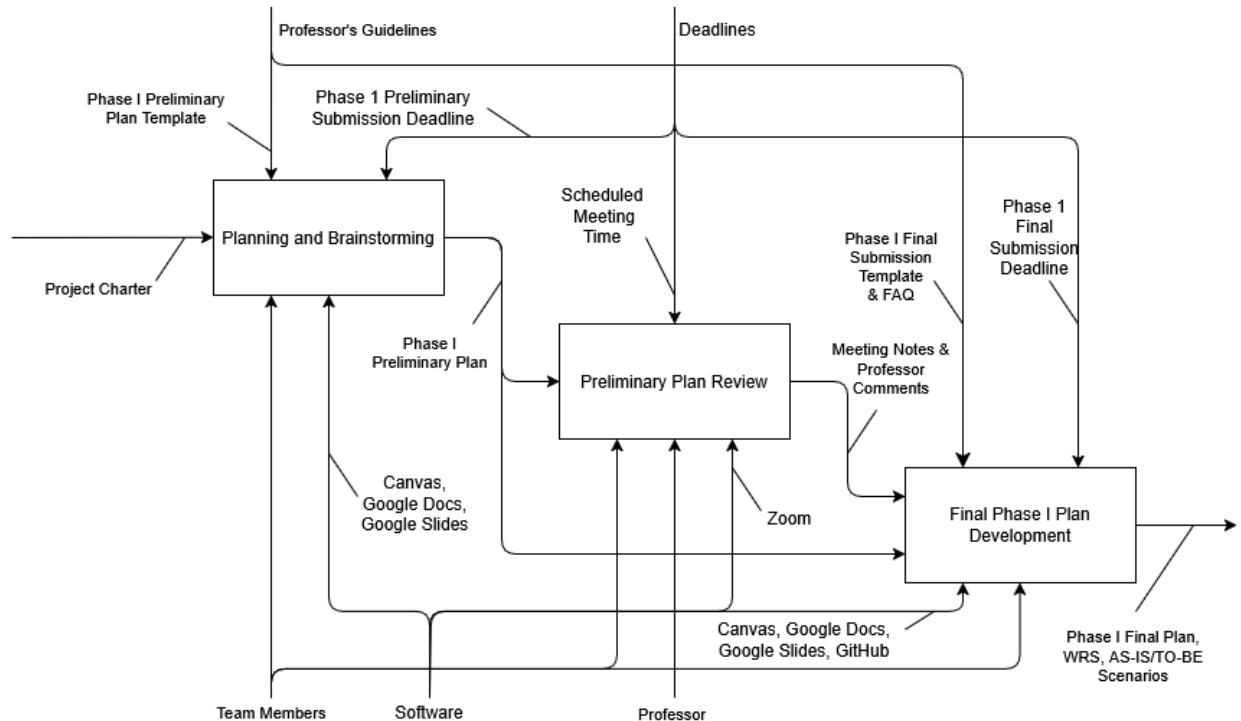 Professor's Guidelines
Deadlines
Phase I Preliminary
Plan Template
Phase 1 Preliminary
Submission Deadline
Planning and Brainstorming
Project Charter
Scheduled
Meeting
Time
Phase I Final
Submission
Template
& FAQ
Phase 1
Final
Submission
Deadline
Phase I
Preliminary Plan
Preliminary Plan Review
Meeting Notes &
Professor
Comments
Canvas,
Google Docs,
Google Slides
Zoom
Final Phase I Plan
Development
Canvas, Google Docs,
Google Slides, GitHub
Phase I Final Plan,
WRS, AS-IS/TO-BE
Scenarios
Team Members
Software
Professor